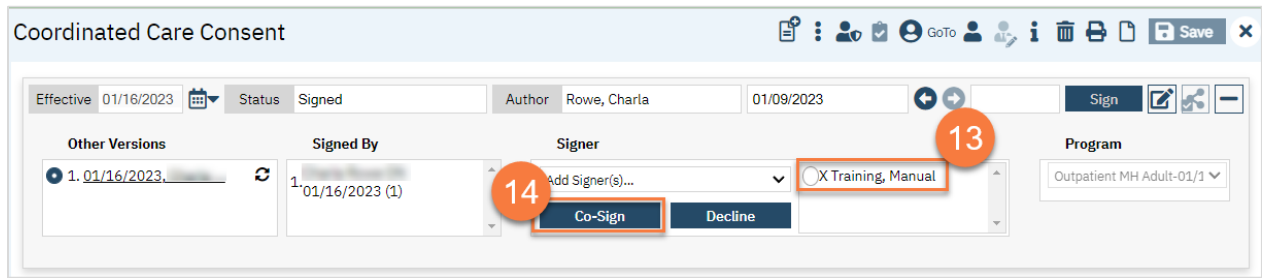 Coordinated Care Consent
GoTo
Save
Effective 01/16/2023 Status Signed Author Rowe, Charla 01/09/2023 Sign
13
Other Versions Signed By Signer Program
1. 01/16/2023,
1.
01/16/2023 (1)
Add Signer(s)...
X Training, Manual
Outpatient MH Adult-01/1
14
Co-Sign Decline